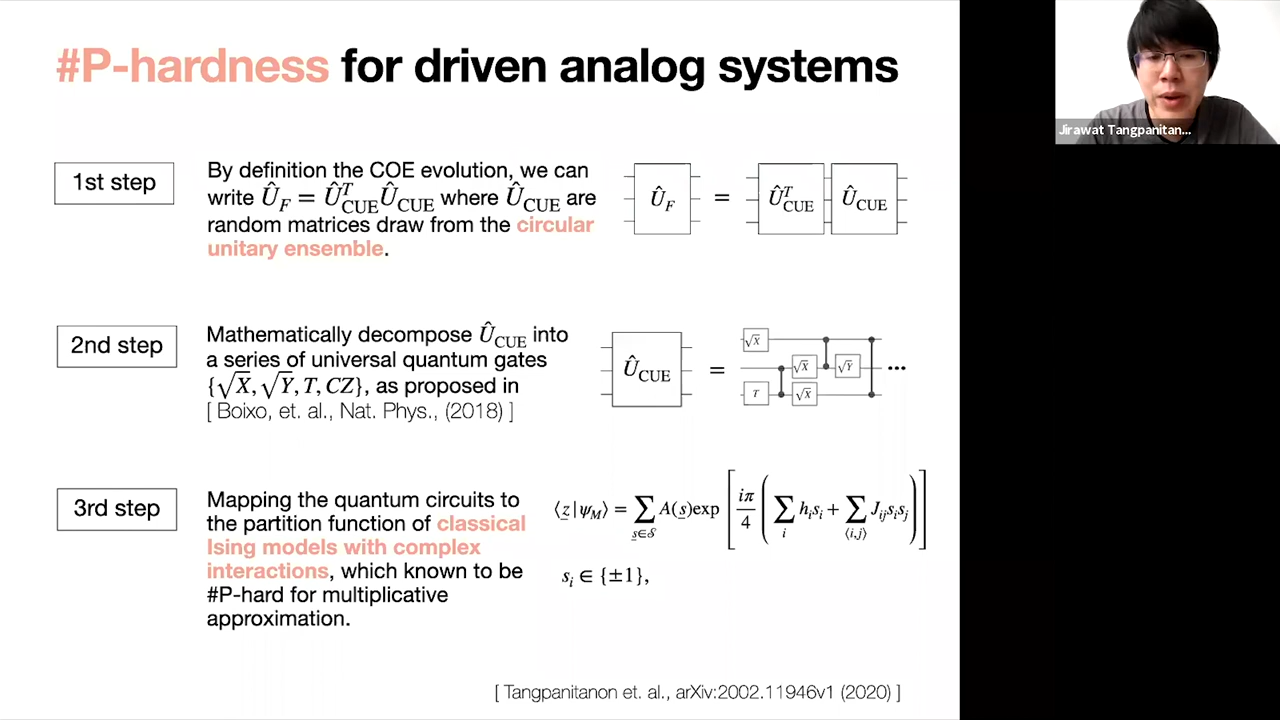 #P-hardness for driven analog systems
Jirawat Tangpanitan...
1st step
By definition the COE evolution, we can
write Û_F = Û^T_CUE Û_CUE where Û_CUE are
random matrices draw from the circular
unitary ensemble.
Û_F = Û^T_CUE Û_CUE
2nd step
Mathematically decompose Û_CUE into
a series of universal quantum gates
{√X, √Y, T, CZ}, as proposed in
[ Boixo, et. al., Nat. Phys., (2018) ]
Û_CUE = √X T √X √X √Y ...
3rd step
Mapping the quantum circuits to
the partition function of classical
Ising models with complex
interactions, which known to be
#P-hard for multiplicative
approximation.
⟨z|ψ_M⟩ = ∑_{s∈𝒮} A(s)exp[iπ/4(∑_i h_i s_i + ∑_⟨i,j⟩ J_ij s_i s_j)]
s_i ∈ {±1},
[ Tangpanitanon et. al., arXiv:2002.11946v1 (2020) ]